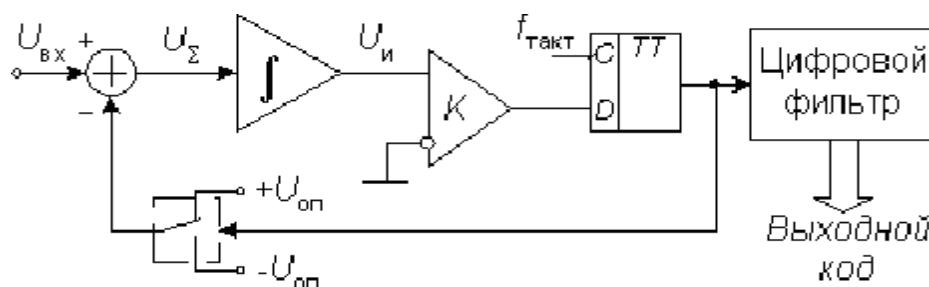 Uвх
+
−
UΣ
∫
Uи
K
fтакт
C
D
TT
Цифровой
фильтр
+Uоп
-Uоп
Выходной
код